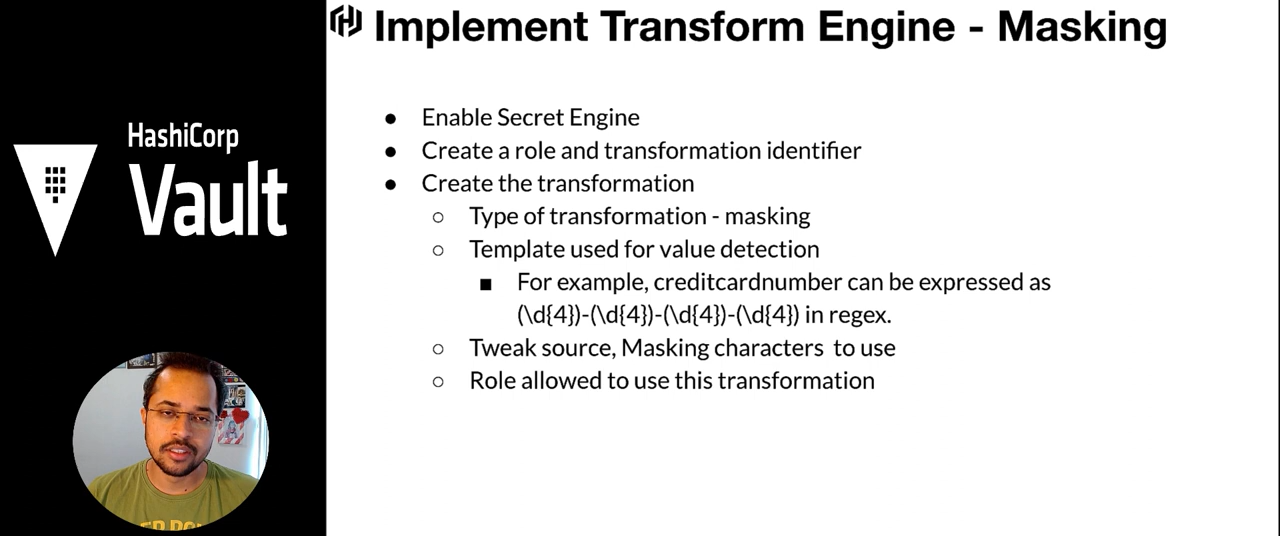 Implement Transform Engine - Masking
HashiCorp
Vault
● Enable Secret Engine
● Create a role and transformation identifier
● Create the transformation
○ Type of transformation - masking
○ Template used for value detection
■ For example, creditcardnumber can be expressed as
(\d{4})-(\d{4})-(\d{4})-(\d{4}) in regex.
○ Tweak source, Masking characters to use
○ Role allowed to use this transformation